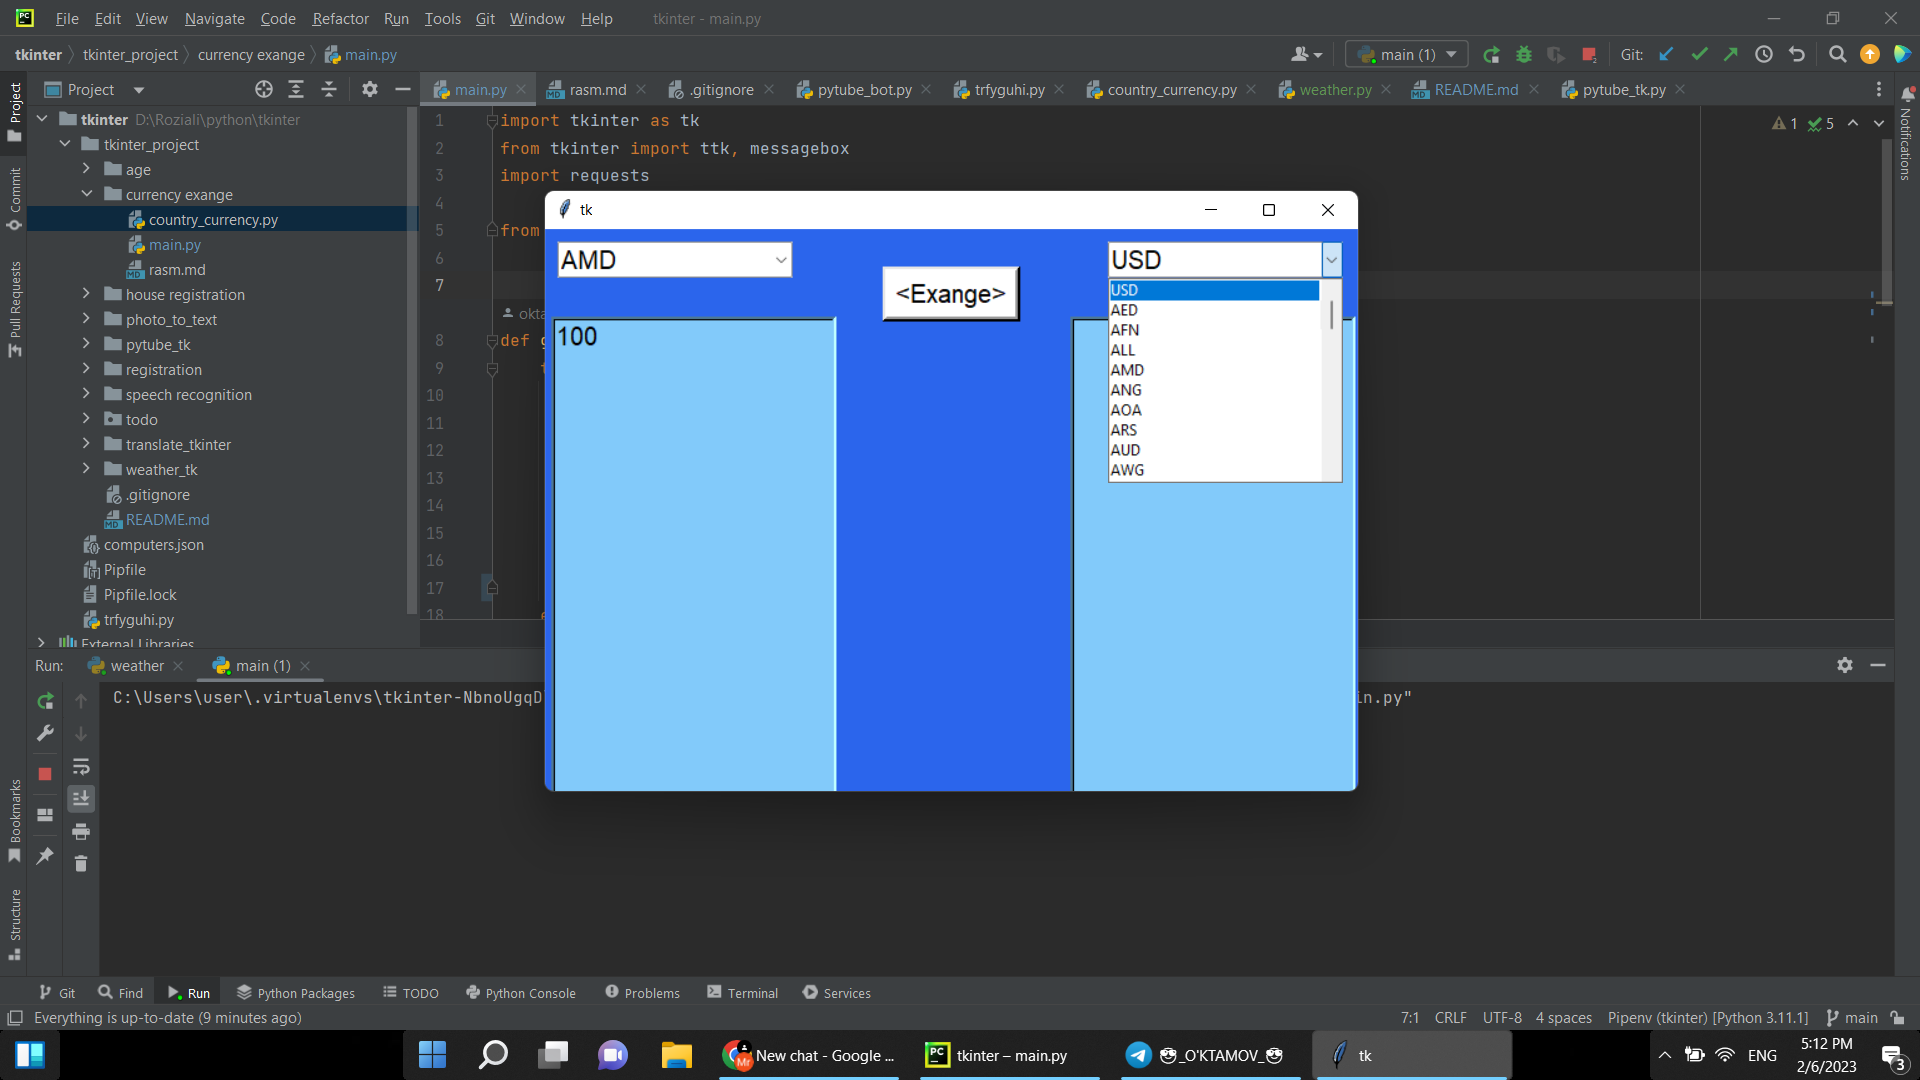 File Edit View Navigate Code Refactor Run Tools Git Window Help tkinter - main.py
tkinter tkinter_project currency exange main.py main (1) Git:
Project
main.py rasm.md .gitignore pytube_bot.py trfyguhi.py country_currency.py weather.py README.md pytube_tk.py
Project
Commit
Pull Requests
Bookmarks
Structure
Notifications
tkinter D:\Roziali\python\tkinter
tkinter_project
age
currency exange
country_currency.py
main.py
rasm.md
house registration
photo_to_text
pytube_tk
registration
speech recognition
todo
translate_tkinter
weather_tk
.gitignore
README.md
computers.json
Pipfile
Pipfile.lock
trfyguhi.py
External Libraries
1 import tkinter as tk
2 from tkinter import ttk, messagebox
3 import requests
4
5 from
6
7
okta
8 def g
9
10
11
12
13
14
15
16
17
18
1 5
tk
AMD
<Exange>
USD
100
USD
AED
AFN
ALL
AMD
ANG
AOA
ARS
AUD
AWG
Run: weather main (1)
C:\Users\user\.virtualenvs\tkinter-NbnoUgqD in.py"
Git Find Run Python Packages TODO Python Console Problems Terminal Services
Everything is up-to-date (9 minutes ago) 7:1 CRLF UTF-8 4 spaces Pipenv (tkinter) [Python 3.11.1] main
New chat - Google ... tkinter – main.py _O'KTAMOV_ tk ENG
5:12 PM
2/6/2023
3